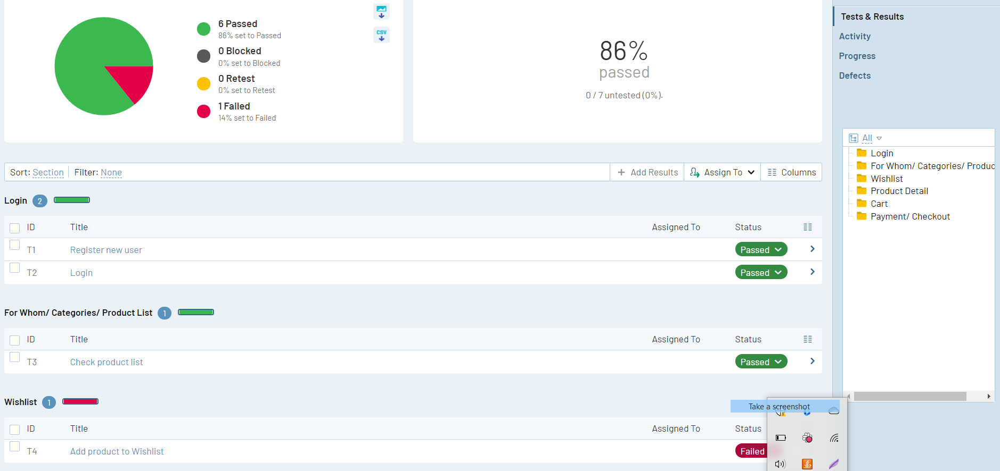 6 Passed
86% set to Passed
0 Blocked
0% set to Blocked
0 Retest
0% set to Retest
1 Failed
14% set to Failed
CSV
86%
passed
0 / 7 untested (0%).
Tests & Results
Activity
Progress
Defects
All
Login
For Whom/ Categories/ Produc
Wishlist
Product Detail
Cart
Payment/ Checkout
Sort: Section Filter: None Add Results Assign To Columns
Login 2
ID Title Assigned To Status
T1 Register new user Passed
T2 Login Passed
For Whom/ Categories/ Product List 1
ID Title Assigned To Status
T3 Check product list Passed
Wishlist 1
Take a screenshot
ID Title Assigned To Status
T4 Add product to Wishlist Failed